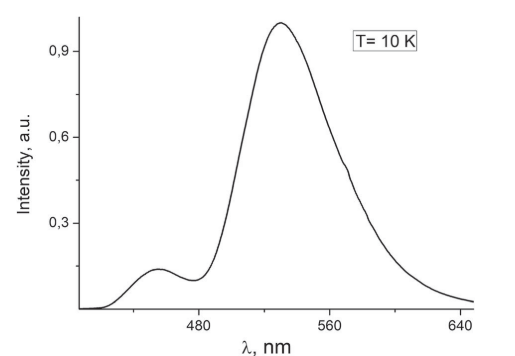 T= 10 K
0,9
0,6
0,3
Intensity, a.u.
480 560 640
λ, nm